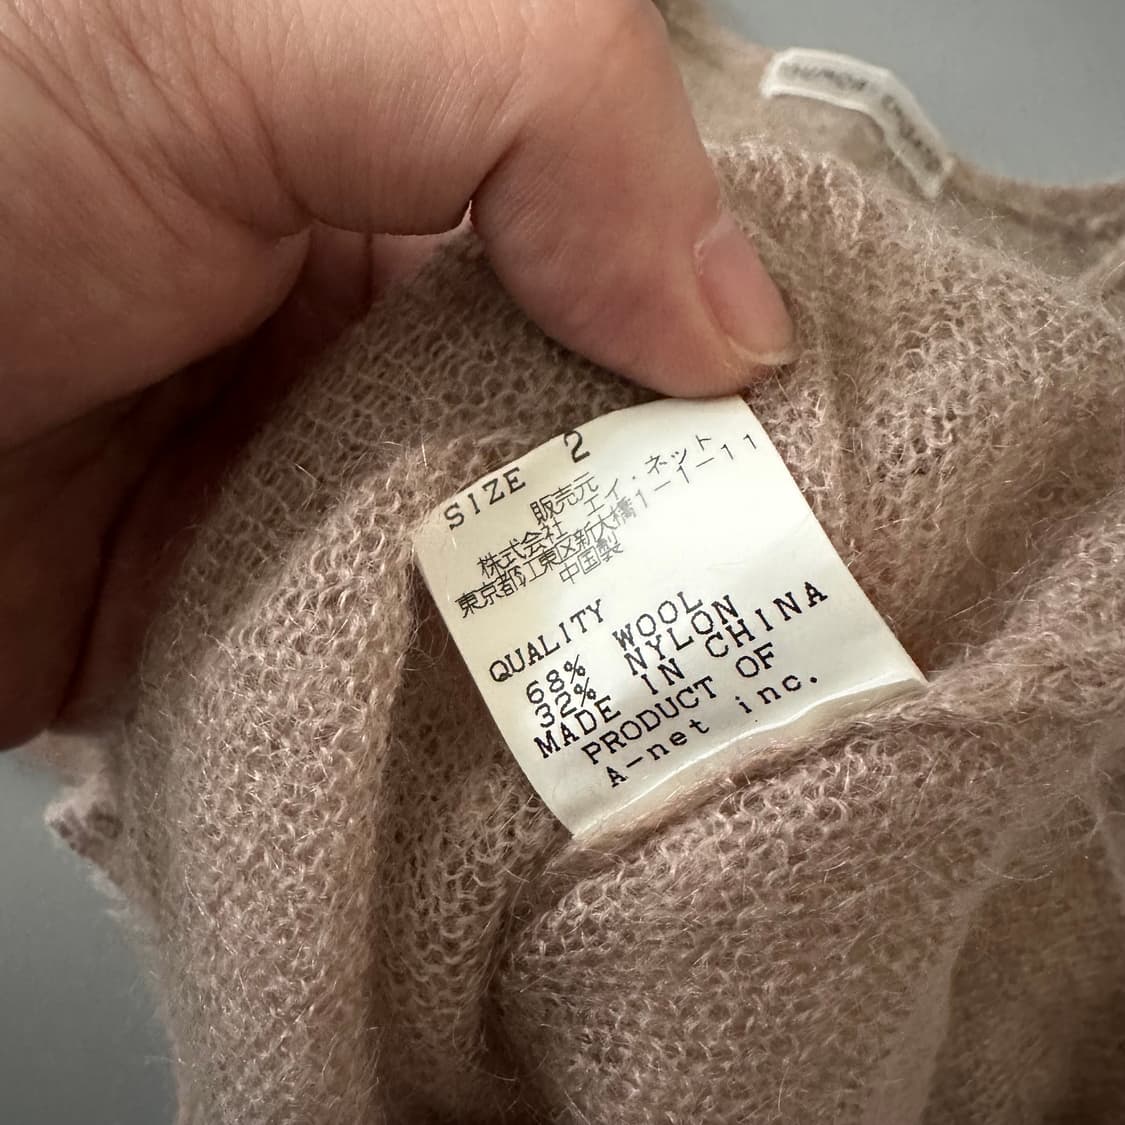 SIZE 2
販売元
株式会社 エイ・ネット
東京都江東区新大橋1-1-11
中国製
QUALITY
68% WOOL
32% NYLON
MADE IN CHINA
PRODUCT OF
A-net inc.